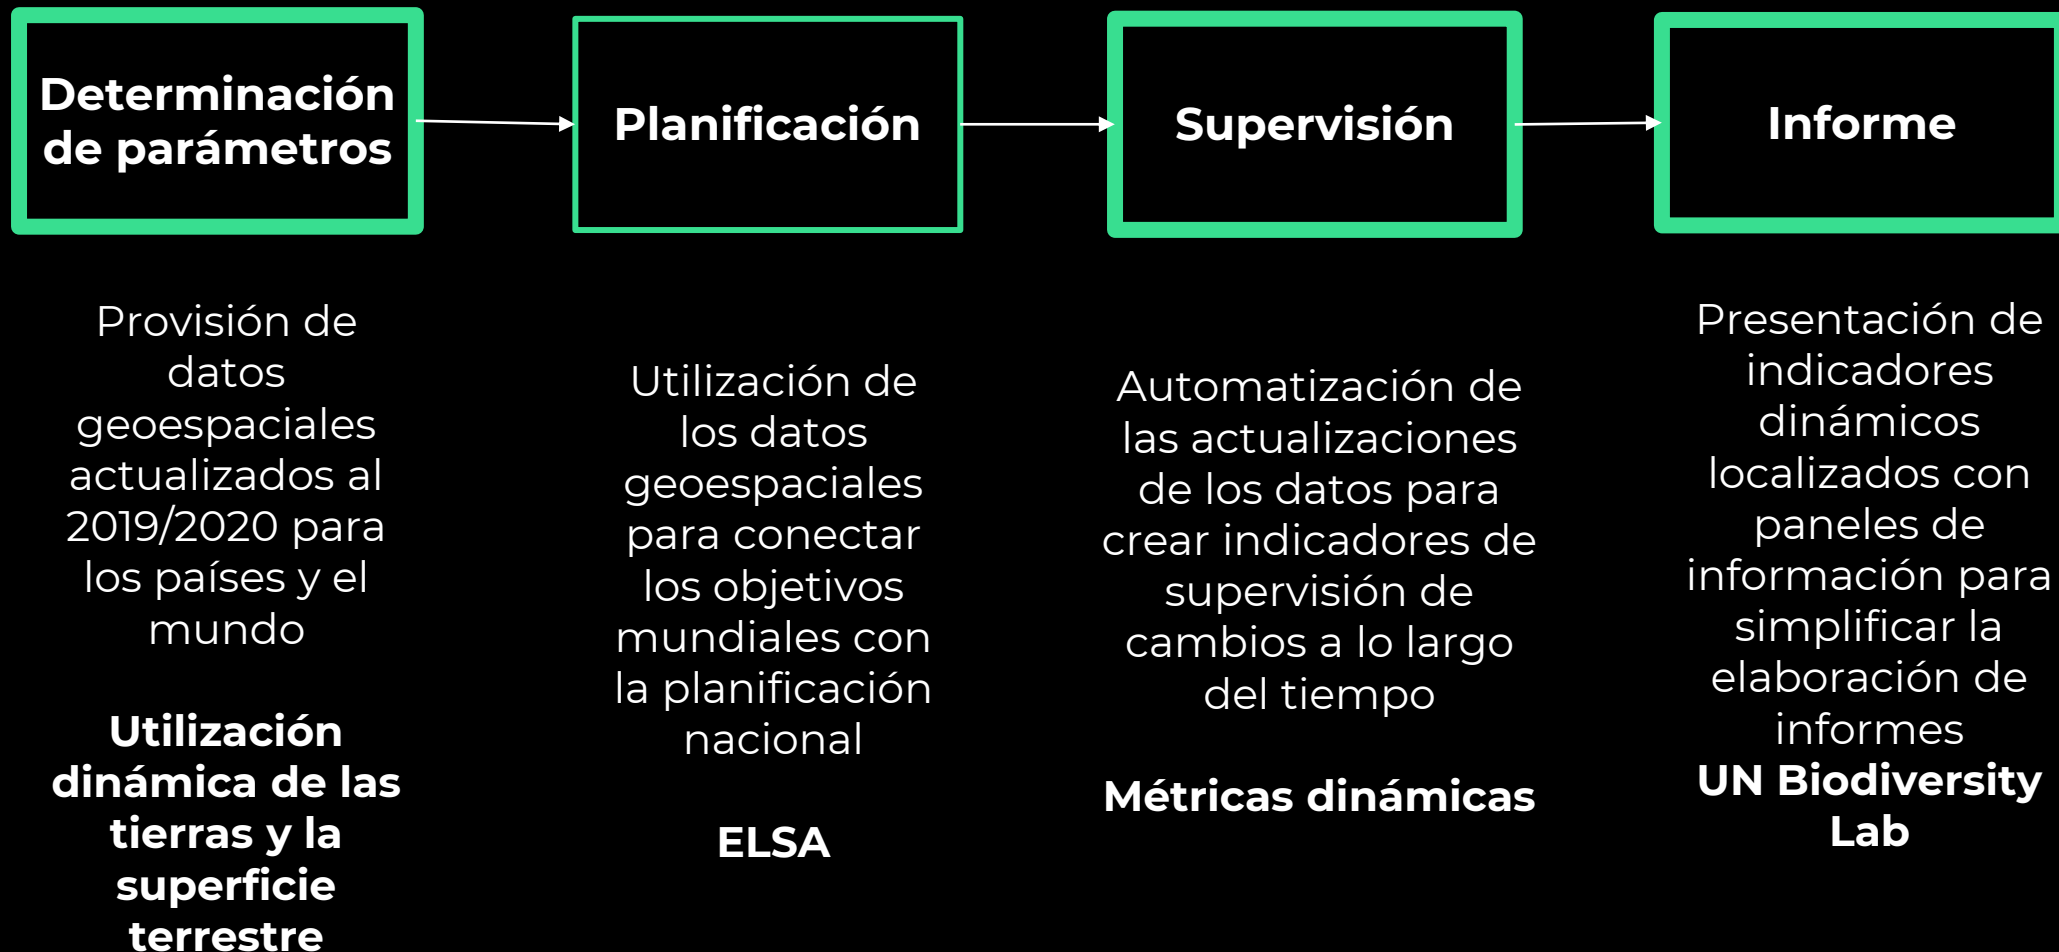 Determinación
de parámetros
Planificación
Supervisión
Informe
Provisión de
datos
geoespaciales
actualizados al
2019/2020 para
los países y el
mundo
Utilización
dinámica de las
tierras y la
superficie
terrestre
Utilización de
los datos
geoespaciales
para conectar
los objetivos
mundiales con
la planificación
nacional
ELSA
Automatización de
las actualizaciones
de los datos para
crear indicadores de
supervisión de
cambios a lo largo
del tiempo
Métricas dinámicas
Presentación de
indicadores
dinámicos
localizados con
paneles de
información para
simplificar la
elaboración de
informes
UN Biodiversity
Lab